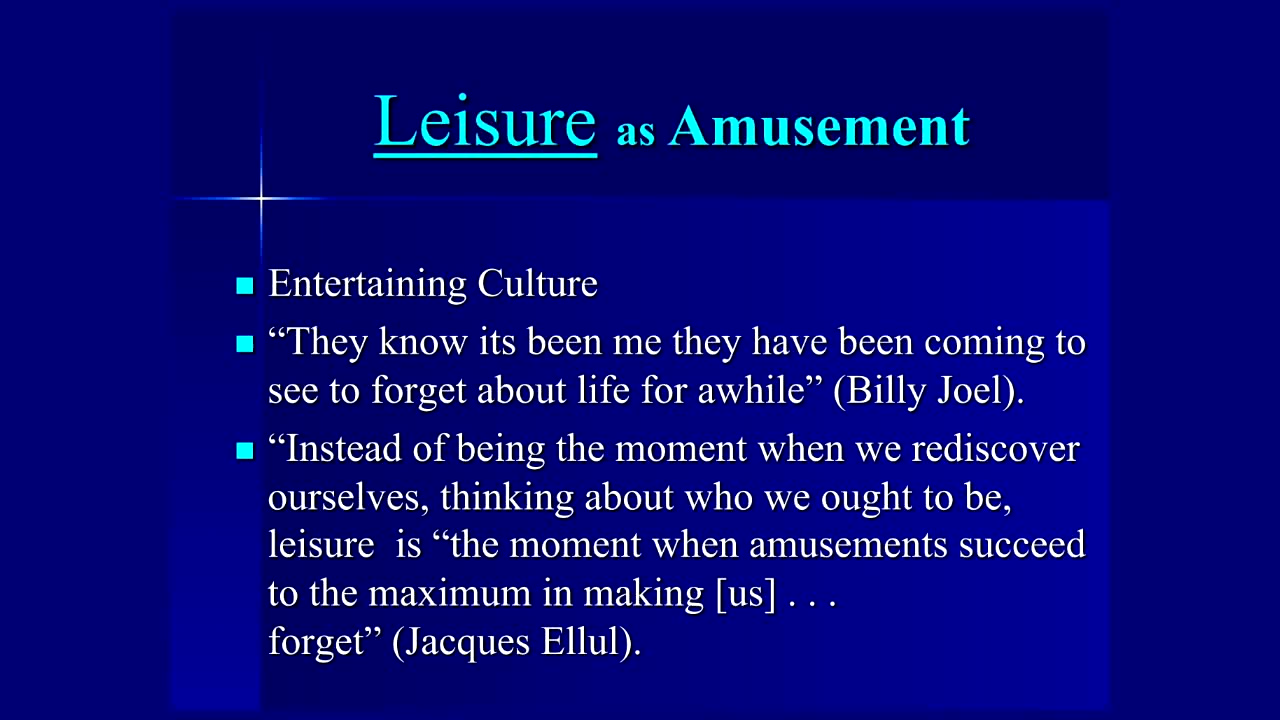 Leisure as Amusement
Entertaining Culture
“They know its been me they have been coming to
see to forget about life for awhile” (Billy Joel).
“Instead of being the moment when we rediscover
ourselves, thinking about who we ought to be,
leisure  is “the moment when amusements succeed
to the maximum in making [us] . . .
forget” (Jacques Ellul).